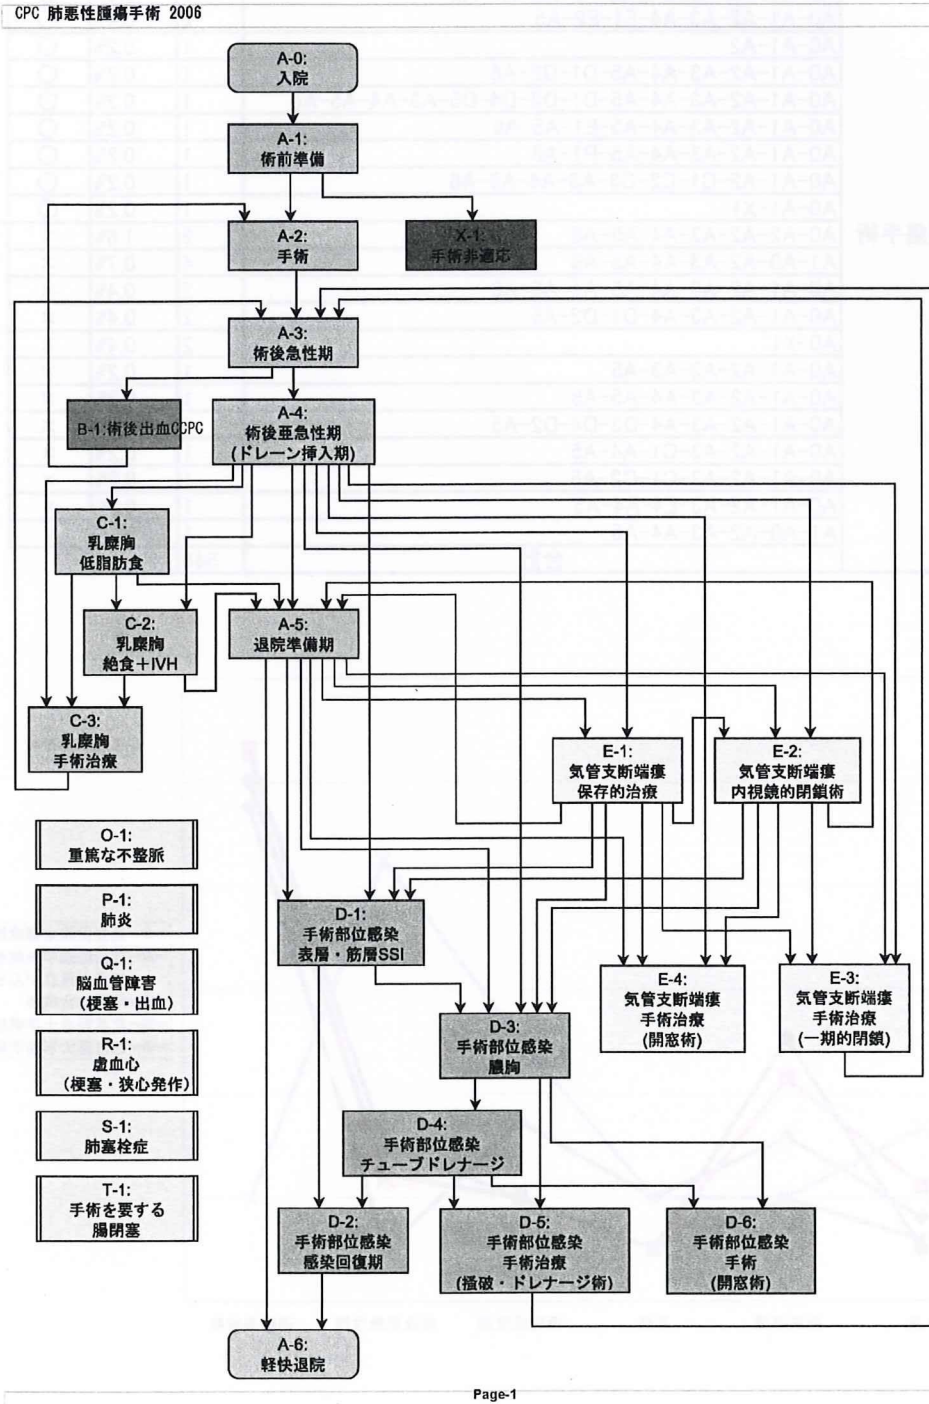 CPC 肺悪性腫瘍手術 2006
A-0:
入院
A-1:
術前準備
A-2:
手術
X-1:
手術非適応
A-3:
術後急性期
B-1:術後出血CCPC
A-4:
術後亜急性期
(ドレーン挿入期)
C-1:
乳糜胸
低脂肪食
C-2:
乳糜胸
絶食＋IVH
A-5:
退院準備期
C-3:
乳糜胸
手術治療
E-1:
気管支断端瘻
保存的治療
E-2:
気管支断端瘻
内視鏡的閉鎖術
O-1:
重篤な不整脈
P-1:
肺炎
Q-1:
脳血管障害
(梗塞・出血)
R-1:
虚血心
(梗塞・狭心発作)
S-1:
肺塞栓症
T-1:
手術を要する
腸閉塞
D-1:
手術部位感染
表層・筋層SSI
E-4:
気管支断端瘻
手術治療
(開窓術)
E-3:
気管支断端瘻
手術治療
(一期的閉鎖)
D-3:
手術部位感染
膿胸
D-4:
手術部位感染
チューブドレナージ
D-2:
手術部位感染
感染回復期
D-5:
手術部位感染
手術治療
(掻破・ドレナージ術)
D-6:
手術部位感染
手術
(開窓術)
A-6:
軽快退院
Page-1